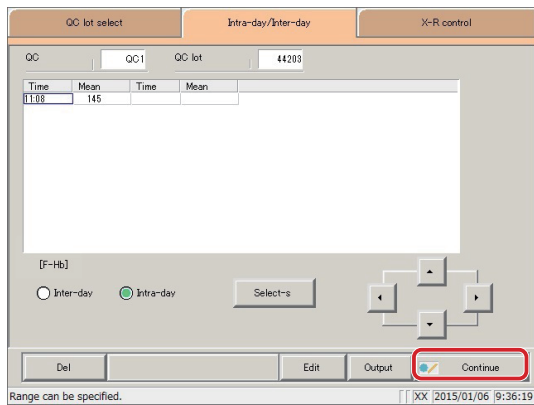 QC lot select Intra-day/Inter-day X-R control
QC QC1 QC lot 44203
Time Mean Time Mean
11:08 145
[F-Hb]
Inter-day Intra-day Select-s
Del Edit Output Continue
Range can be specified. XX 2015/01/06 9:36:19